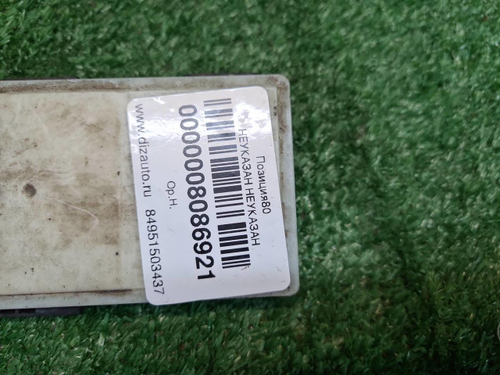 Позиция80
НЕУКАЗАН НЕУКАЗАН
0000008086921
Ор.Н.
www.dizauto.ru 84951503437